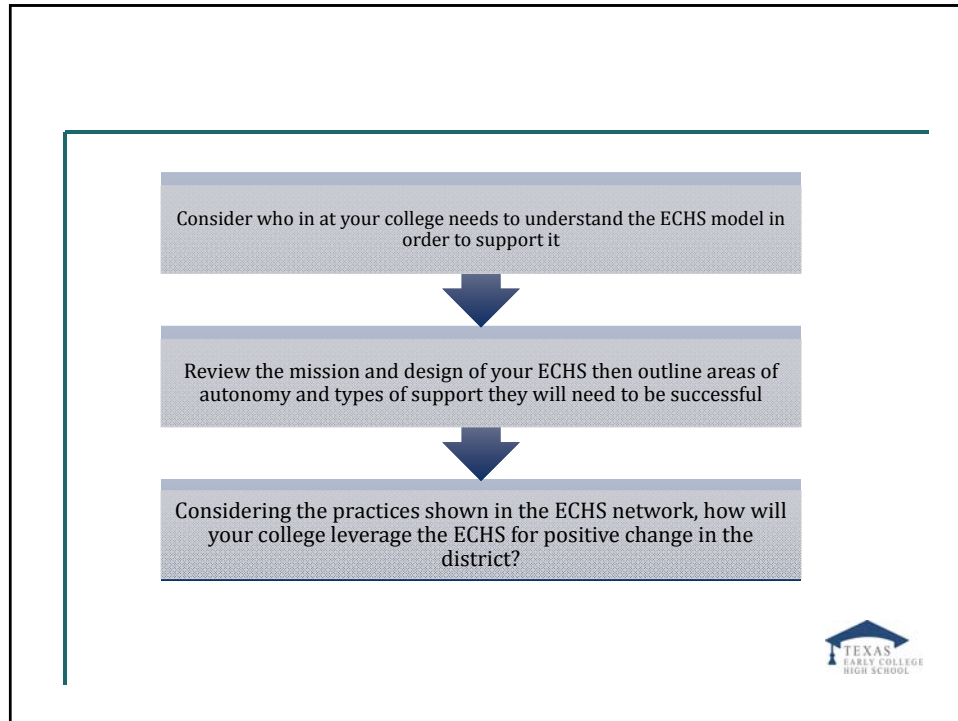 Consider who in at your college needs to understand the ECHS model in
order to support it
Review the mission and design of your ECHS then outline areas of
autonomy and types of support they will need to be successful
Considering the practices shown in the ECHS network, how will
your college leverage the ECHS for positive change in the
district?
TEXAS
EARLY COLLEGE
HIGH SCHOOL